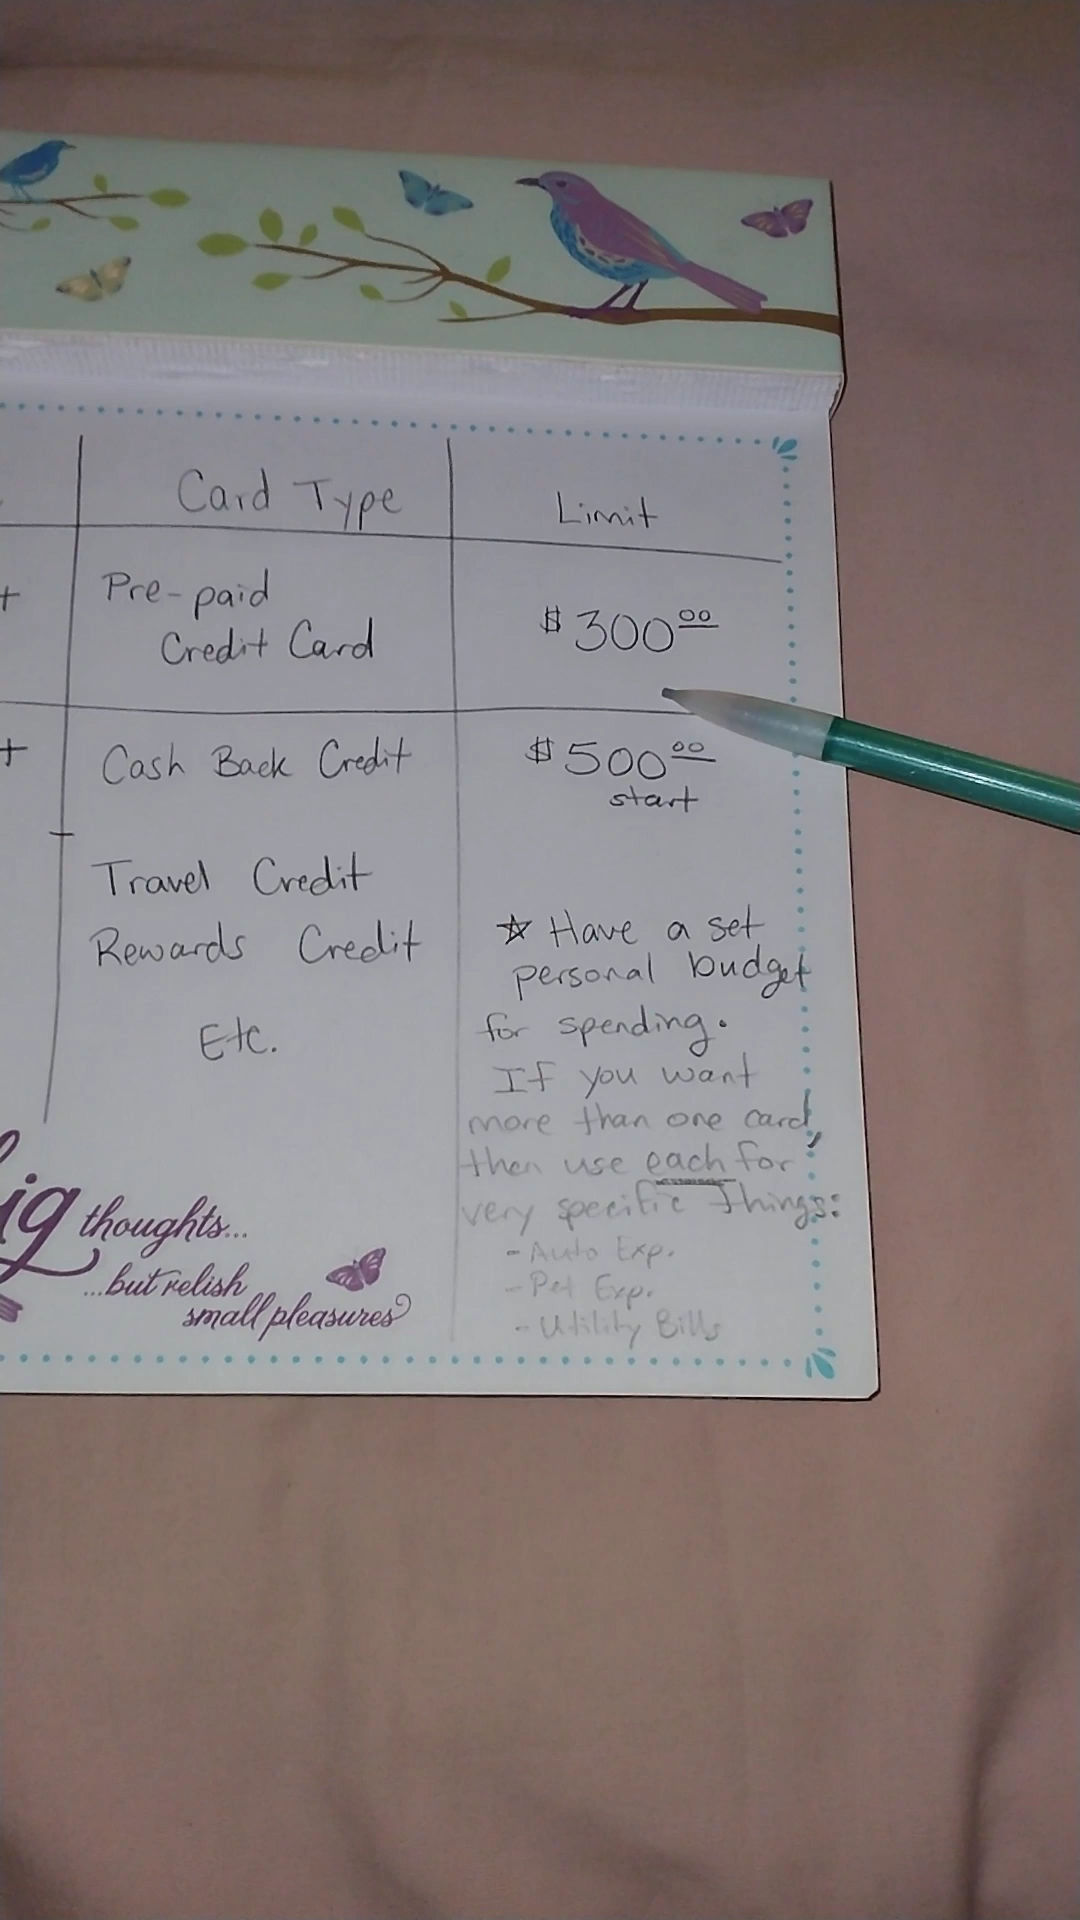 Card Type
Limit
+
Pre-paid
Credit Card
$300.00
+
Cash Back Credit
$500.00
start
Travel Credit
Rewards Credit
Etc.
☆ Have a set
personal budget
for spending.
If you want
more than one card,
then use each for
very specific things:
- Auto Exp.
- Pet Exp.
- Utility Bills
ig thoughts...
...but relish
small pleasures